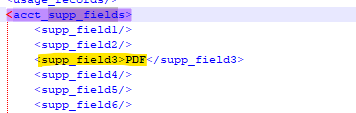 <usage_records/>
<acct_supp_fields>
<supp_field1/>
<supp_field2/>
<supp_field3>PDF</supp_field3>
<supp_field4/>
<supp_field5/>
<supp_field6/>